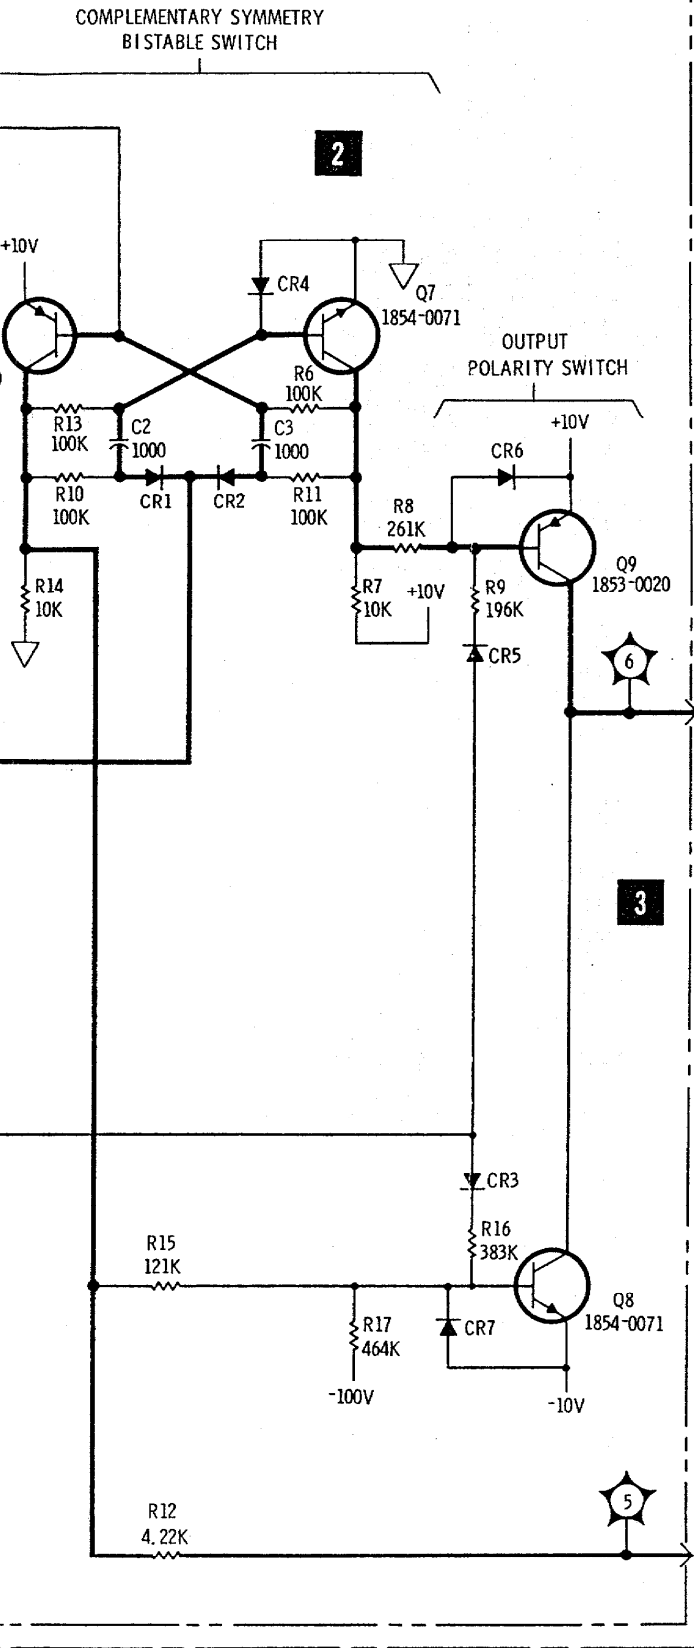 COMPLEMENTARY SYMMETRY
BISTABLE SWITCH
2
+10V
CR4
Q7
1854-0071
OUTPUT
POLARITY SWITCH
R6
100K
+10V
R13
100K
C2
1000
C3
1000
CR6
R10
100K
CR1
CR2
R11
100K
R8
261K
Q9
1853-0020
R14
10K
R7
10K
+10V
R9
196K
CR5
6
3
CR3
R16
383K
R15
121K
Q8
1854-0071
R17
464K
CR7
-100V
-10V
R12
4.22K
5